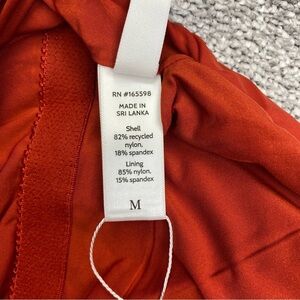 RN #165598
MADE IN
SRI LANKA
Shell
82% recycled
nylon,
18% spandex
Lining
85% nylon,
15% spandex
M